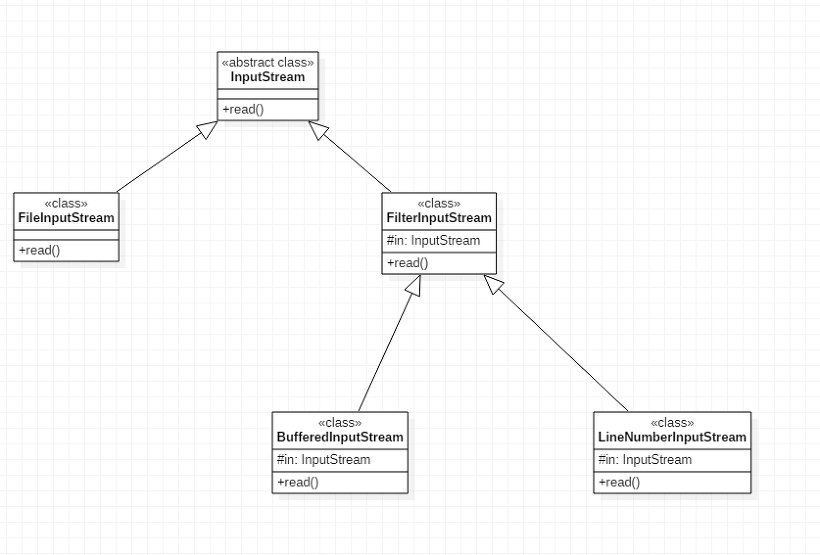 «abstract class»
InputStream
+read()
«class»
FileInputStream
+read()
«class»
FilterInputStream
#in: InputStream
+read()
«class»
BufferedInputStream
#in: InputStream
+read()
«class»
LineNumberInputStream
#in: InputStream
+read()